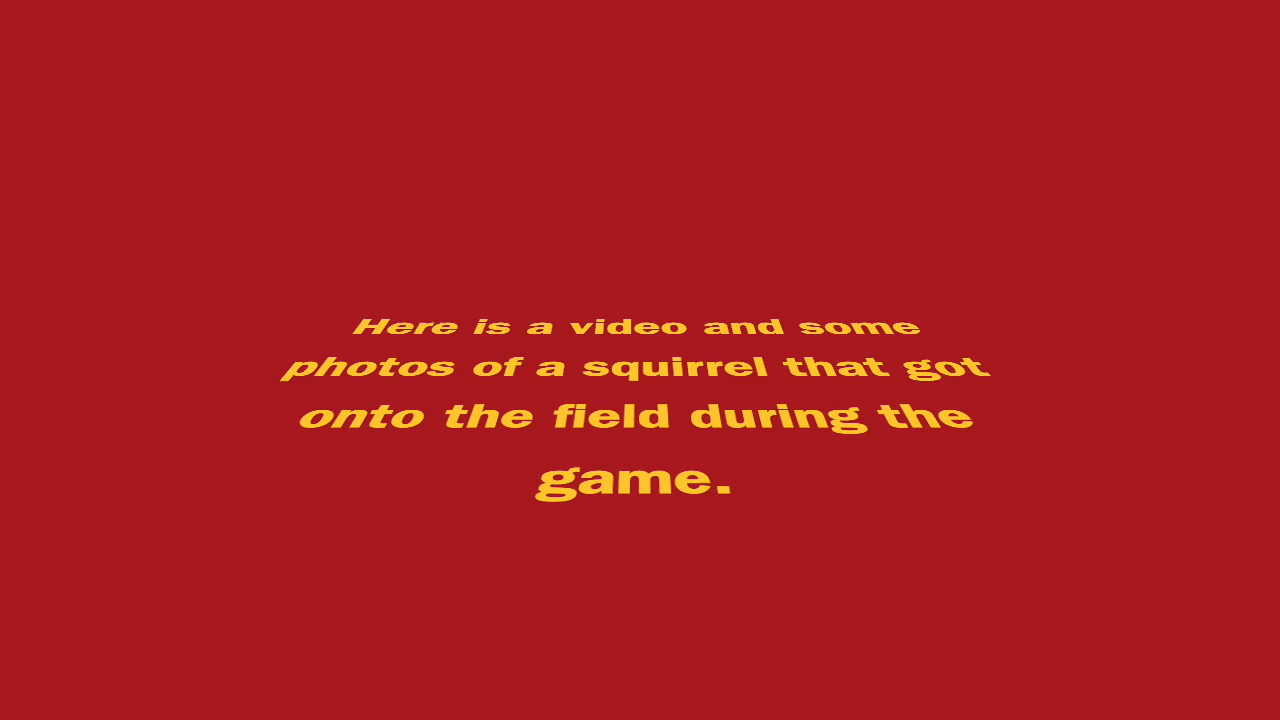 Here is a video and some
photos of a squirrel that got
onto the field during the
game.